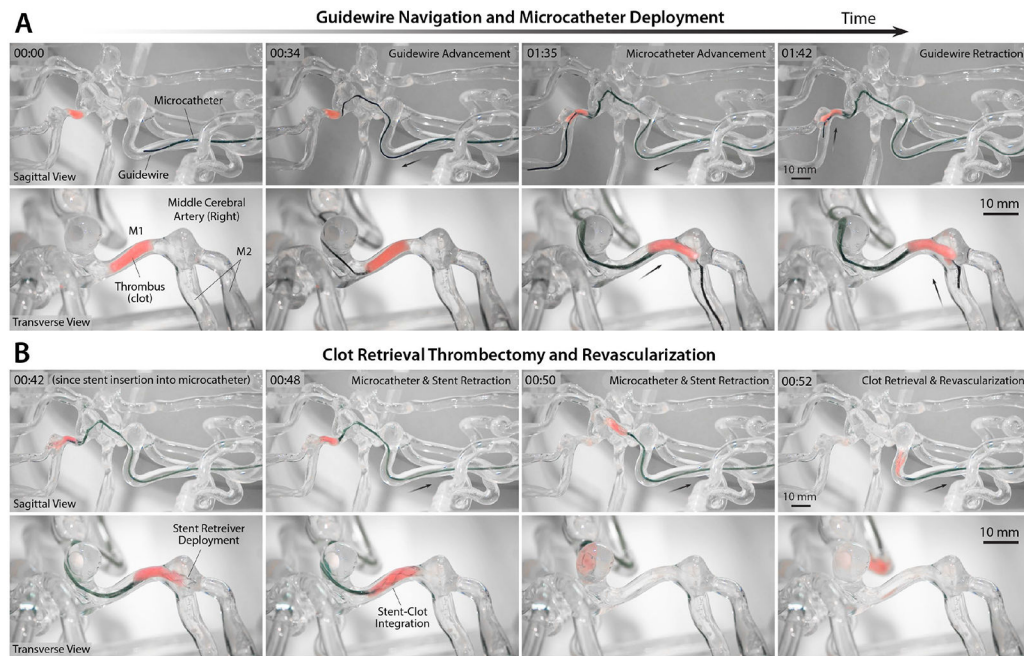 A
Guidewire Navigation and Microcatheter Deployment
Time
00:00
Microcatheter
Guidewire
Sagittal View
00:34
Guidewire Advancement
01:35
Microcatheter Advancement
01:42
Guidewire Retraction
10 mm
Middle Cerebral
Artery (Right)
M1
M2
Thrombus
(clot)
Transverse View
10 mm
B
Clot Retrieval Thrombectomy and Revascularization
00:42 (since stent insertion into microcatheter)
Sagittal View
00:48
Microcatheter & Stent Retraction
00:50
Microcatheter & Stent Retraction
00:52
Clot Retrieval & Revascularization
10 mm
Stent Retreiver
Deployment
Transverse View
Stent-Clot
Integration
10 mm